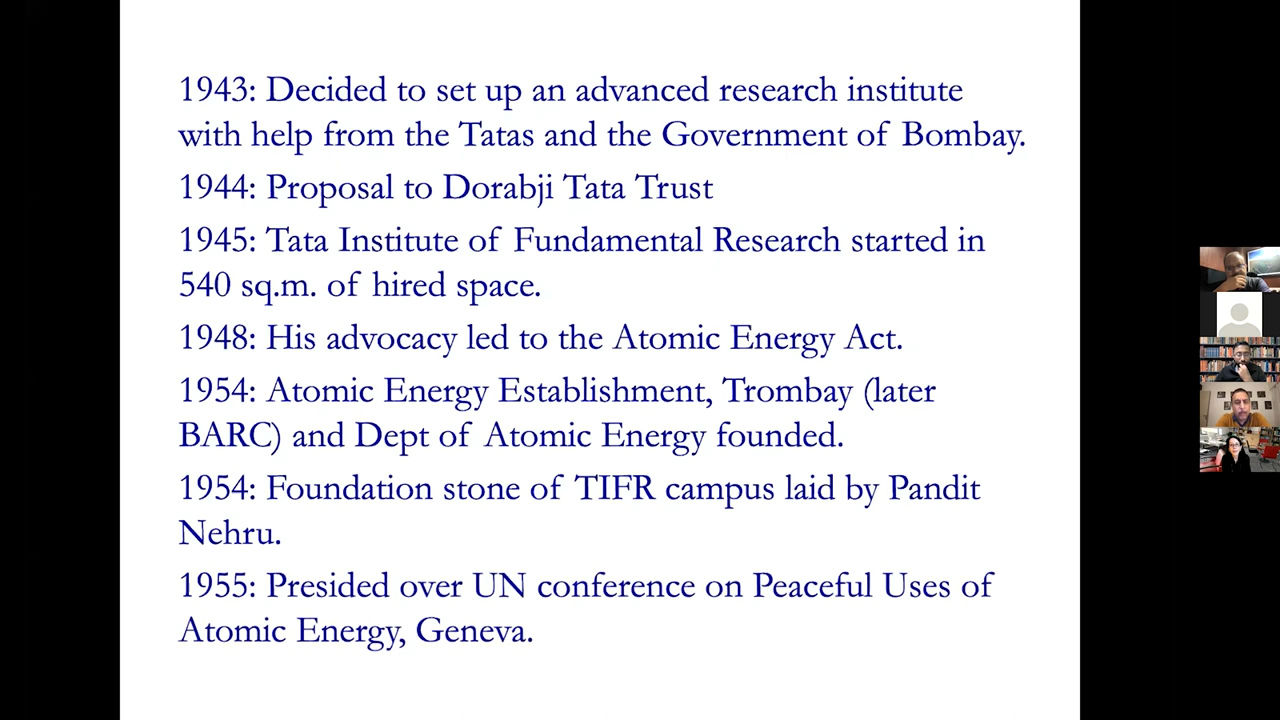 1943: Decided to set up an advanced research institute
with help from the Tatas and the Government of Bombay.
1944: Proposal to Dorabji Tata Trust
1945: Tata Institute of Fundamental Research started in
540 sq.m. of hired space.
1948: His advocacy led to the Atomic Energy Act.
1954: Atomic Energy Establishment, Trombay (later
BARC) and Dept of Atomic Energy founded.
1954: Foundation stone of TIFR campus laid by Pandit
Nehru.
1955: Presided over UN conference on Peaceful Uses of
Atomic Energy, Geneva.